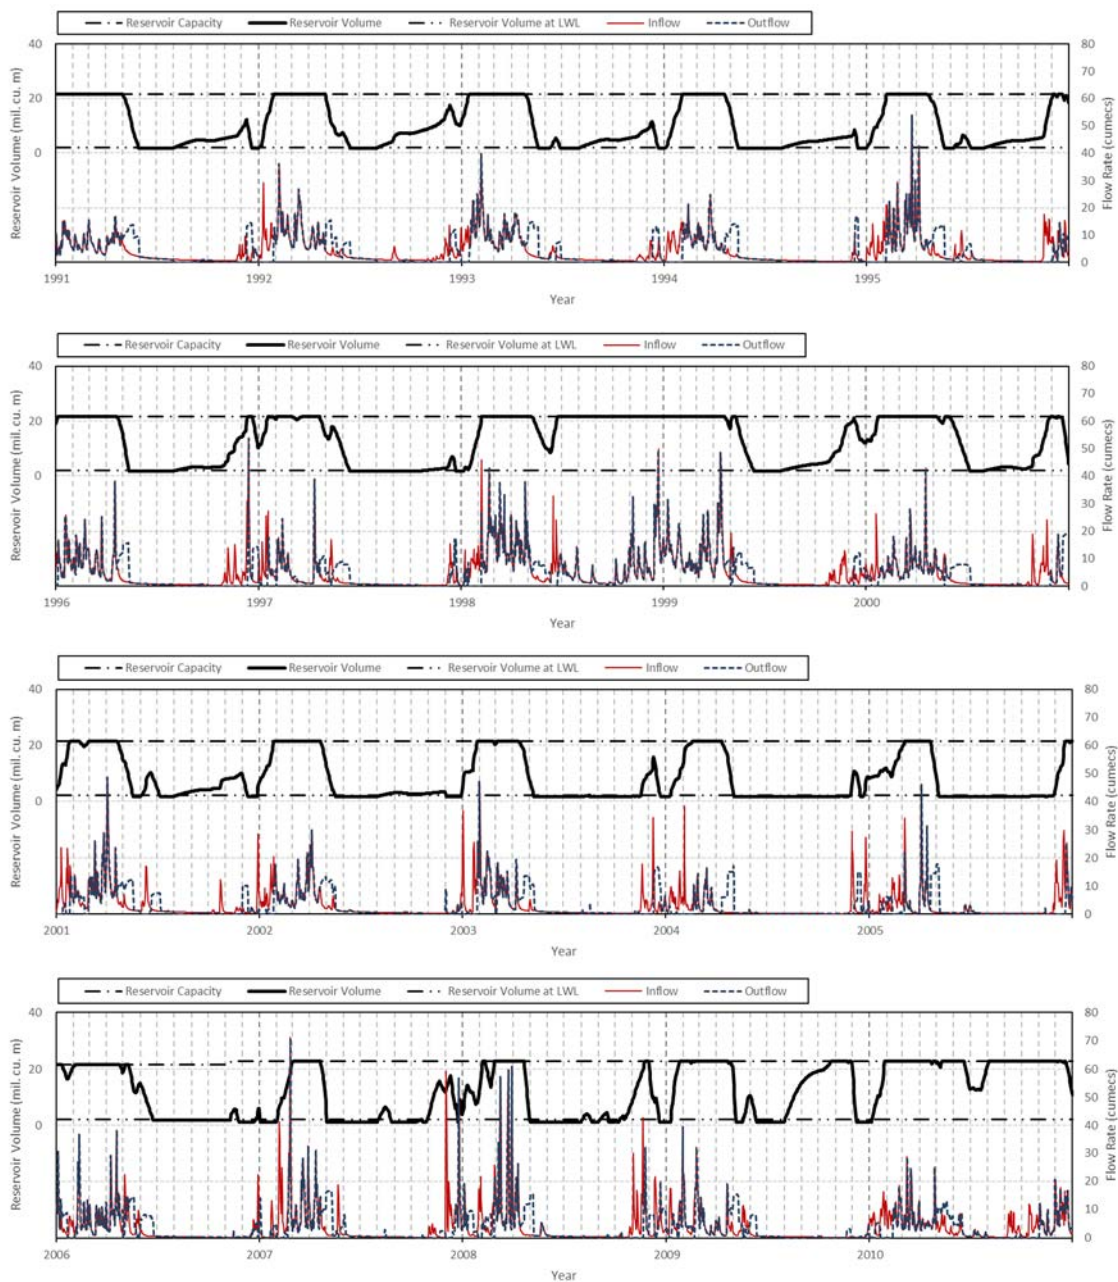 Reservoir Capacity Reservoir Volume Reservoir Volume at LWL Inflow Outflow
40 80
70
20 60
50
0 40
30
20
10
0
Reservoir Volume (mil. cu. m)
Flow Rate (cumecs)
1991 1992 1993 1994 1995
Year
Reservoir Capacity Reservoir Volume Reservoir Volume at LWL Inflow Outflow
40 80
70
20 60
50
0 40
30
20
10
0
Reservoir Volume (mil. cu. m)
Flow Rate (cumecs)
1996 1997 1998 1999 2000
Year
Reservoir Capacity Reservoir Volume Reservoir Volume at LWL Inflow Outflow
40 80
70
20 60
50
0 40
30
20
10
0
Reservoir Volume (mil. cu. m)
Flow Rate (cumecs)
2001 2002 2003 2004 2005
Year
Reservoir Capacity Reservoir Volume Reservoir Volume at LWL Inflow Outflow
40 80
70
20 60
50
0 40
30
20
10
0
Reservoir Volume (mil. cu. m)
Flow Rate (cumecs)
2006 2007 2008 2009 2010
Year